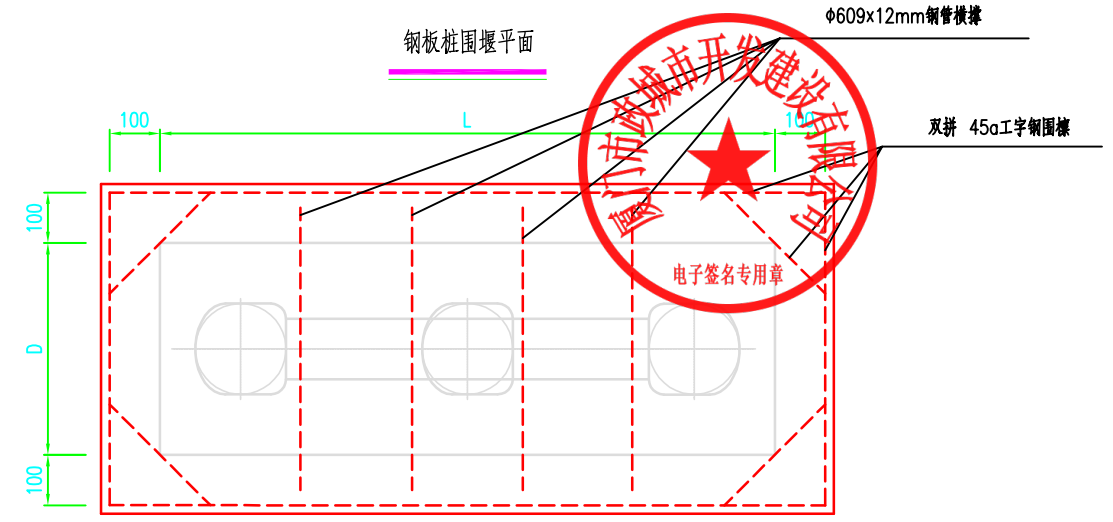 Φ609x12mm钢管横撑
钢板桩围堰平面
厦门市政城市开发建设有限公司
100
L
100
双拼 45a工字钢围檩
100
电子签名专用章
D
100